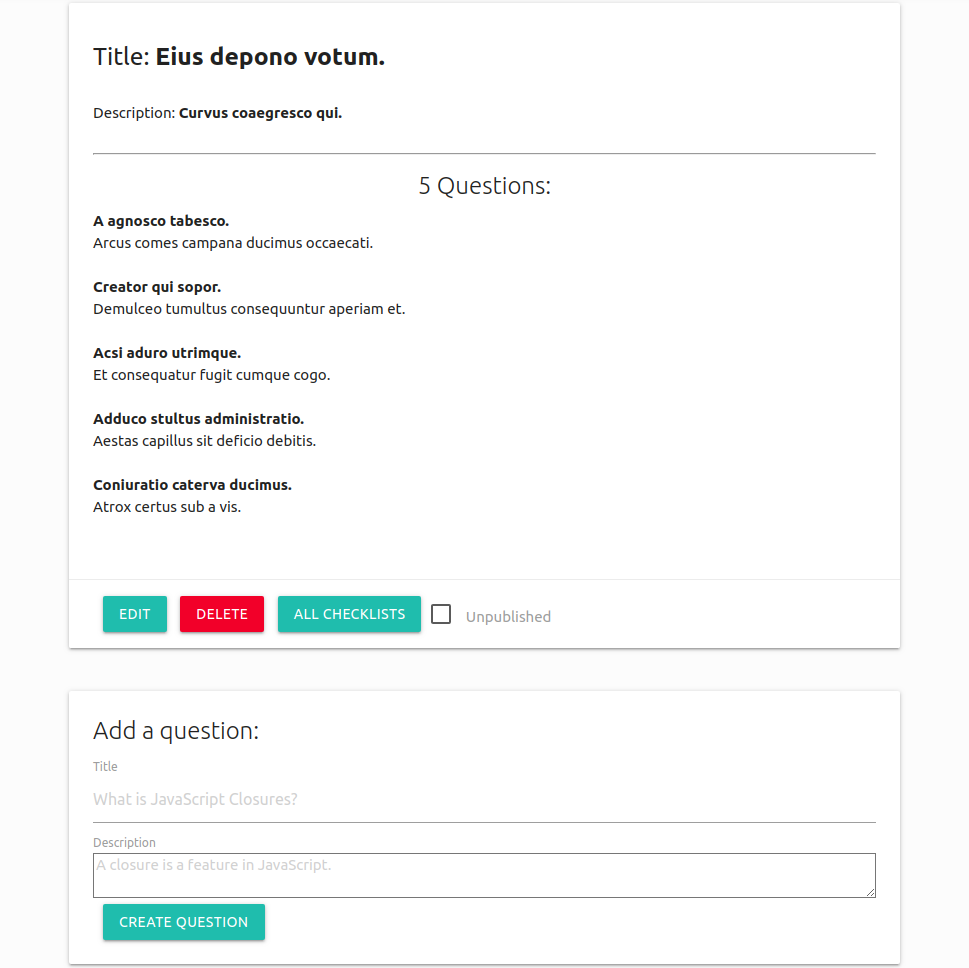 Title: Eius depono votum.
Description: Curvus coaegresco qui.
5 Questions:
A agnosco tabesco.
Arcus comes campana ducimus occaecati.
Creator qui sopor.
Demulceo tumultus consequuntur aperiam et.
Acsi aduro utrimque.
Et consequatur fugit cumque cogo.
Adduco stultus administratio.
Aestas capillus sit deficio debitis.
Coniuratio caterva ducimus.
Atrox certus sub a vis.
EDIT DELETE ALL CHECKLISTS Unpublished
Add a question:
Title
What is JavaScript Closures?
Description
A closure is a feature in JavaScript.
CREATE QUESTION